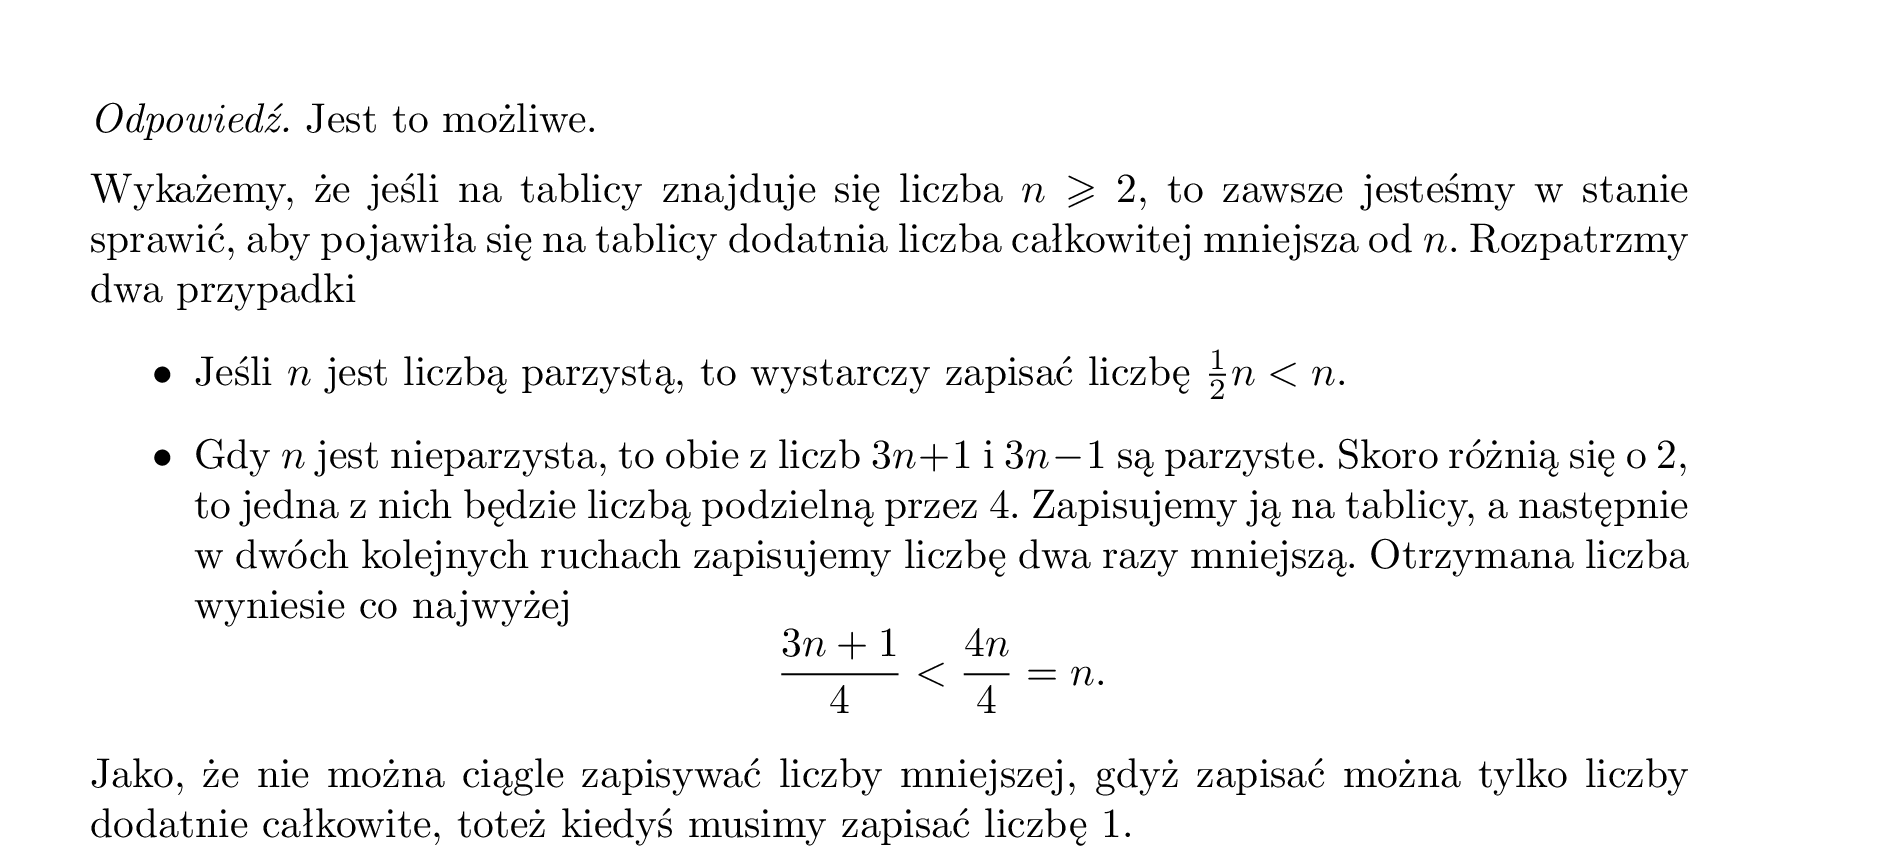 Odpowiedź. Jest to możliwe.
Wykażemy, że jeśli na tablicy znajduje się liczba n ⩾ 2, to zawsze jesteśmy w stanie
sprawić, aby pojawiła się na tablicy dodatnia liczba całkowitej mniejsza od n. Rozpatrzmy
dwa przypadki
• Jeśli n jest liczbą parzystą, to wystarczy zapisać liczbę ½n < n.
• Gdy n jest nieparzysta, to obie z liczb 3n+1 i 3n−1 są parzyste. Skoro różnią się o 2,
to jedna z nich będzie liczbą podzielną przez 4. Zapisujemy ją na tablicy, a następnie
w dwóch kolejnych ruchach zapisujemy liczbę dwa razy mniejszą. Otrzymana liczba
wyniesie co najwyżej
(3n + 1)/4 < 4n/4 = n.
Jako, że nie można ciągle zapisywać liczby mniejszej, gdyż zapisać można tylko liczby
dodatnie całkowite, toteż kiedyś musimy zapisać liczbę 1.